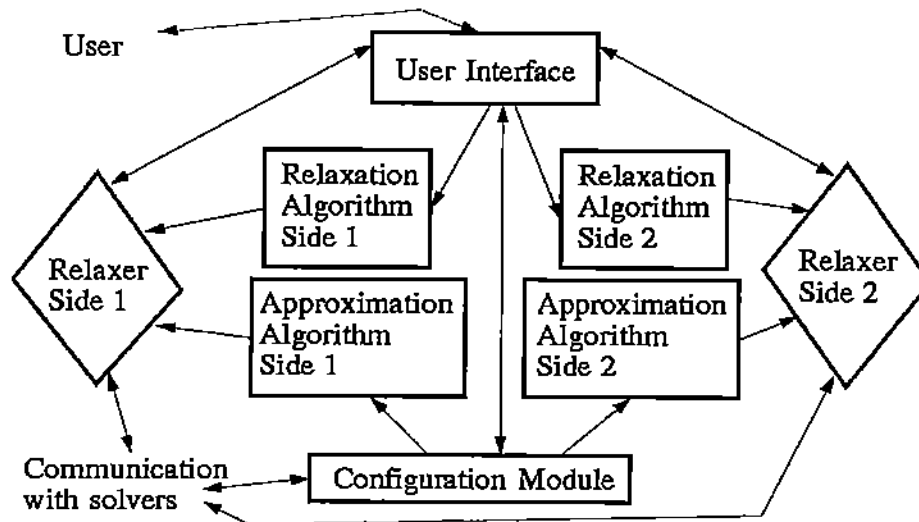 User
User Interface
Relaxation
Algorithm
Side 1
Relaxation
Algorithm
Side 2
Relaxer
Side 1
Relaxer
Side 2
Approximation
Algorithm
Side 1
Approximation
Algorithm
Side 2
Communication
with solvers
Configuration Module